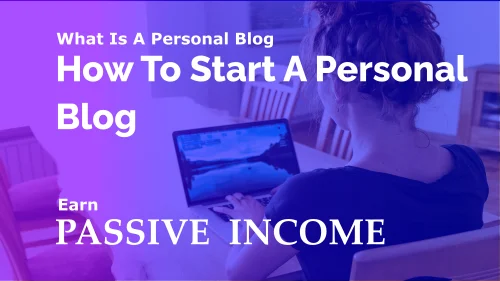 What Is A Personal Blog
How To Start A Personal
Blog
Earn
PASSIVE INCOME